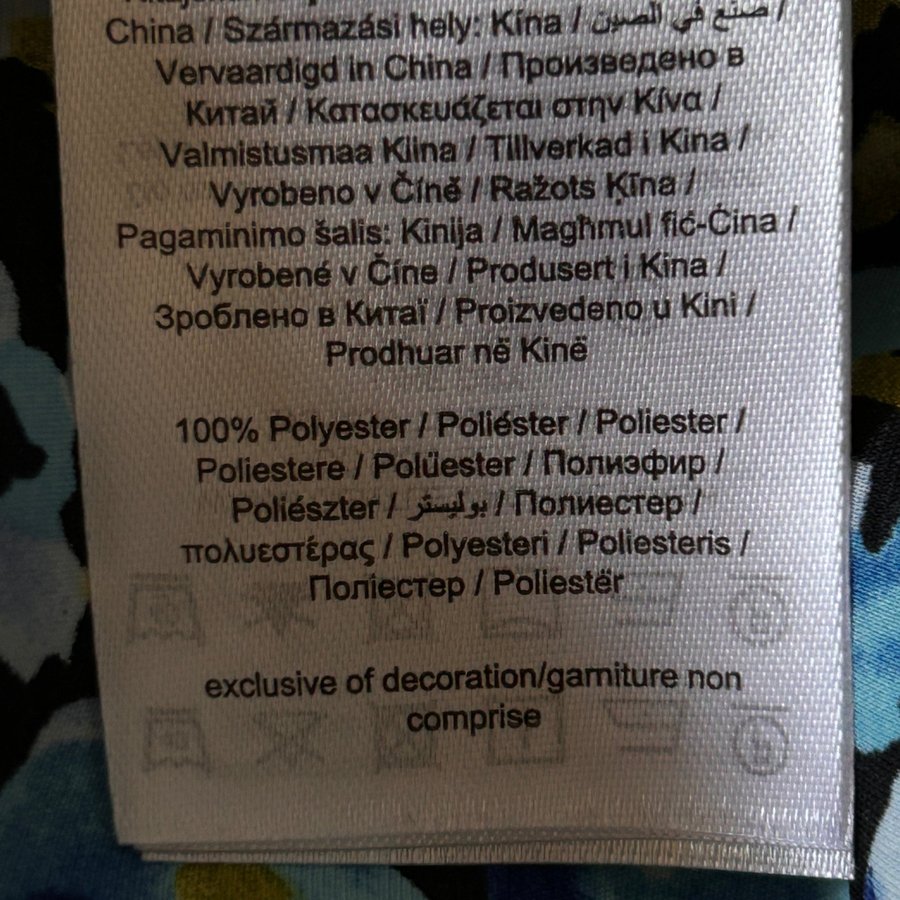 China / Származási hely: Kína / صنع في الصين /
Vervaardigd in China / Произведено в
Китай / Κατασκευάζεται στην Κίνα /
Valmistusmaa Kiina / Tillverkad i Kina /
Vyrobeno v Číně / Ražots Ķīna /
Pagaminimo šalis: Kinija / Magħmul fiċ-Ċina /
Vyrobené v Číne / Produsert i Kina /
Зроблено в Китаї / Proizvedeno u Kini /
Prodhuar në Kinë
100% Polyester / Poliéster / Poliester /
Poliestere / Polüester / Полиэфир /
Poliészter / بوليستر / Полиестер /
πολυεστέρας / Polyesteri / Poliesteris /
Поліестер / Poliestër
exclusive of decoration/garniture non
comprise